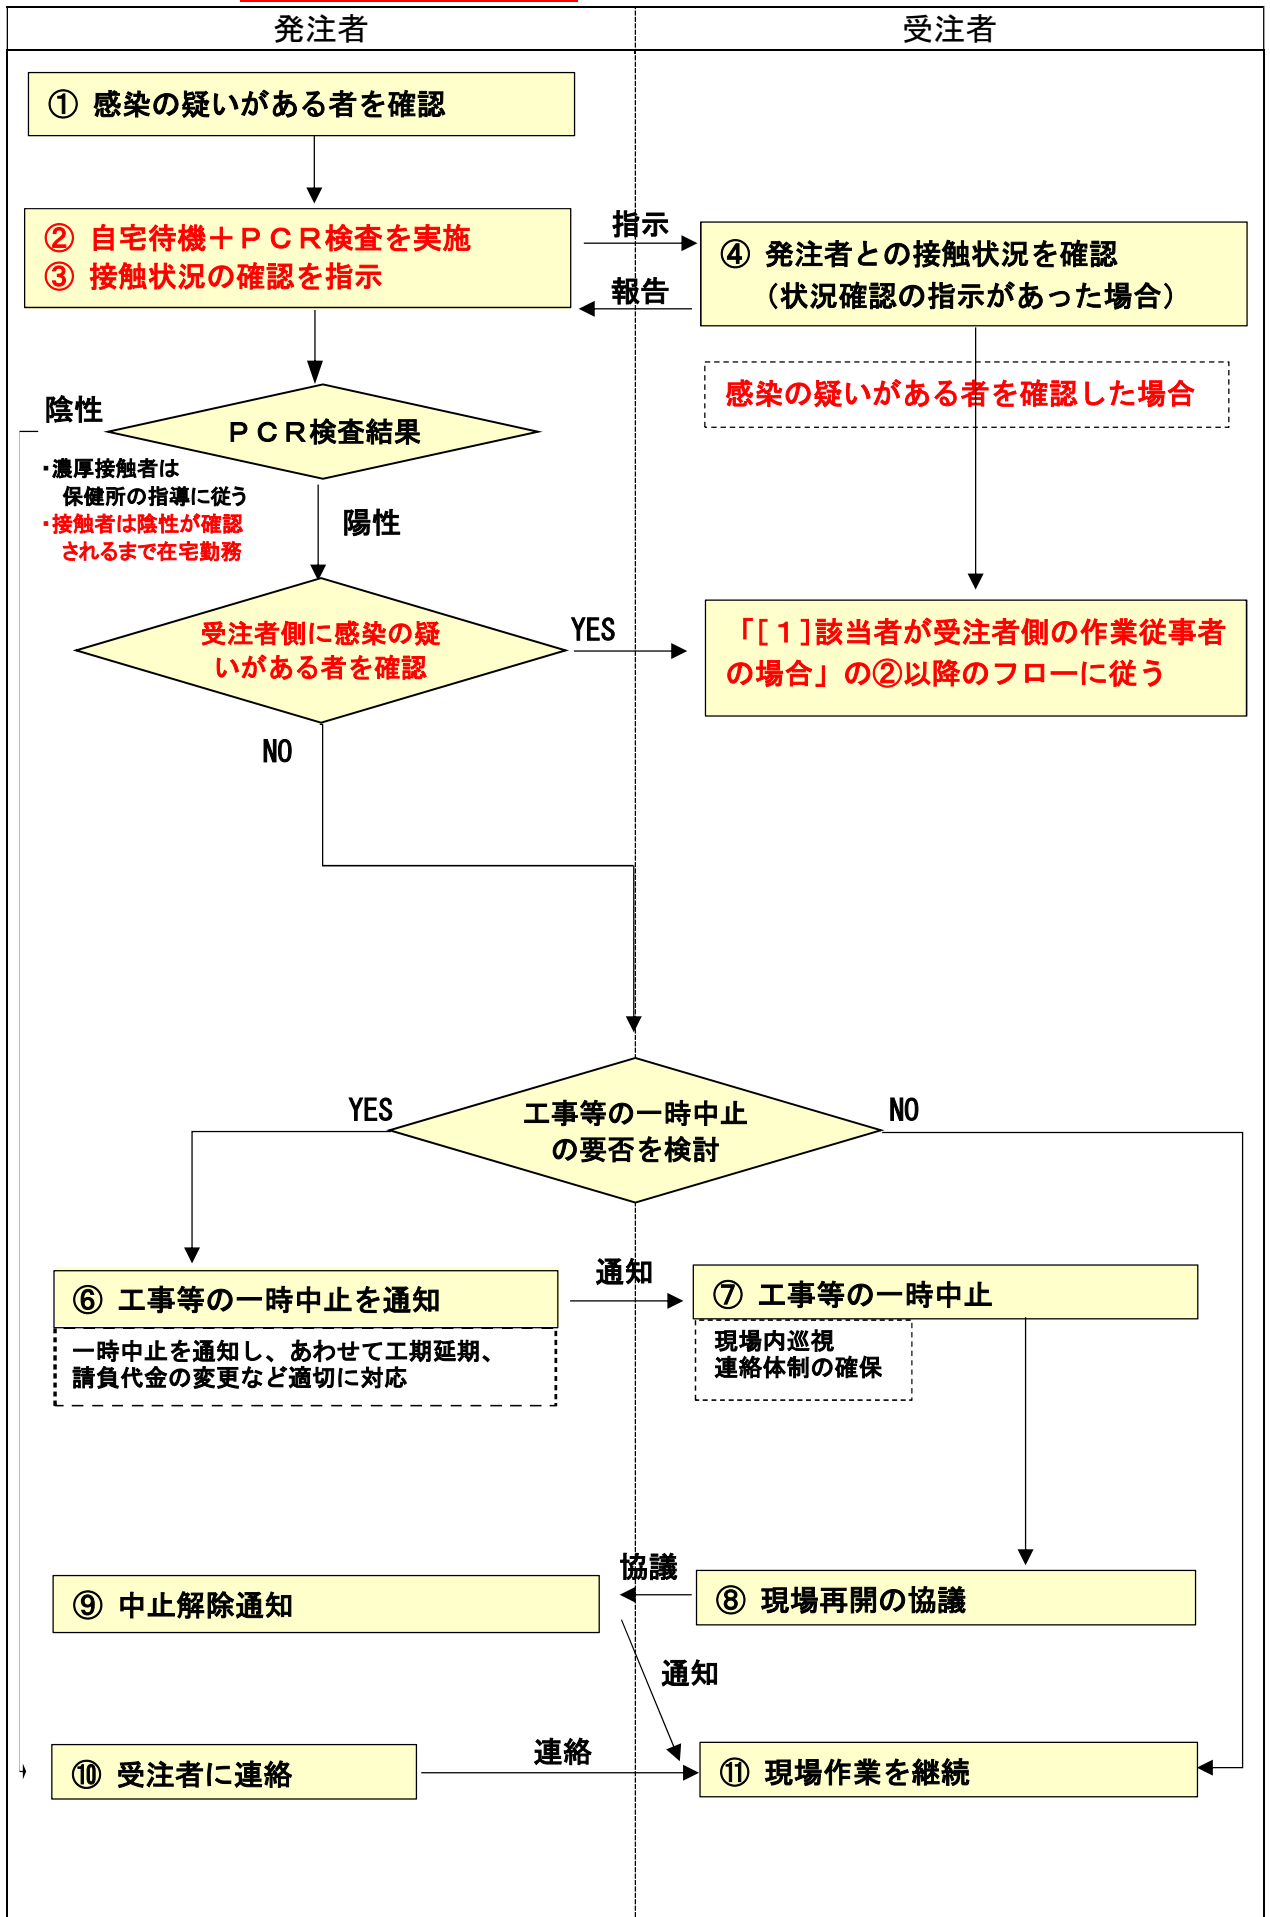 発注者
受注者
① 感染の疑いがある者を確認
② 自宅待機＋ＰＣＲ検査を実施
③ 接触状況の確認を指示
指示
報告
④ 発注者との接触状況を確認
（状況確認の指示があった場合）
感染の疑いがある者を確認した場合
陰性
ＰＣＲ検査結果
・濃厚接触者は
保健所の指導に従う
・接触者は陰性が確認
されるまで在宅勤務
陽性
受注者側に感染の疑
いがある者を確認
YES
「[１]該当者が受注者側の作業従事者
の場合」の②以降のフローに従う
NO
工事等の一時中止
の要否を検討
YES
NO
⑥ 工事等の一時中止を通知
一時中止を通知し、あわせて工期延期、
請負代金の変更など適切に対応
通知
⑦ 工事等の一時中止
現場内巡視
連絡体制の確保
協議
⑧ 現場再開の協議
⑨ 中止解除通知
通知
⑩ 受注者に連絡
連絡
⑪ 現場作業を継続